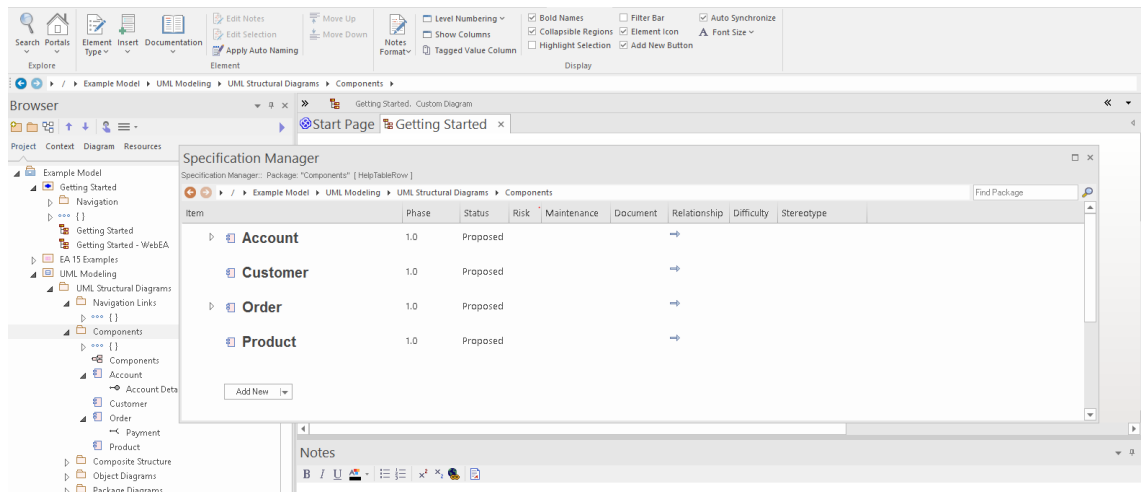 Edit Notes
Move Up
Level Numbering
Bold Names
Filter Bar
Auto Synchronize
Edit Selection
Move Down
Show Columns
Collapsible Regions
Element Icon
A Font Size
Search
Portals
Element Type
Insert
Documentation
Apply Auto Naming
Notes Format
Tagged Value Column
Highlight Selection
Add New Button
Explore
Element
Display
/ Example Model UML Modeling UML Structural Diagrams Components
Browser
Getting Started. Custom Diagram
Start Page
Getting Started ×
Project Context Diagram Resources
Example Model
Getting Started
Navigation
{ }
Getting Started
Getting Started - WebEA
EA 15 Examples
UML Modeling
UML Structural Diagrams
Navigation Links
{ }
Components
{ }
Components
Account
Account Deta
Customer
Order
Payment
Product
Composite Structure
Object Diagrams
Package Diagrams
Specification Manager
Specification Manager:: Package: "Components" [ HelpTableRow ]
/ Example Model UML Modeling UML Structural Diagrams Components
Find Package
Item Phase Status Risk Maintenance Document Relationship Difficulty Stereotype
Account 1.0 Proposed
Customer 1.0 Proposed
Order 1.0 Proposed
Product 1.0 Proposed
Add New
Notes
B I U A x² x₁